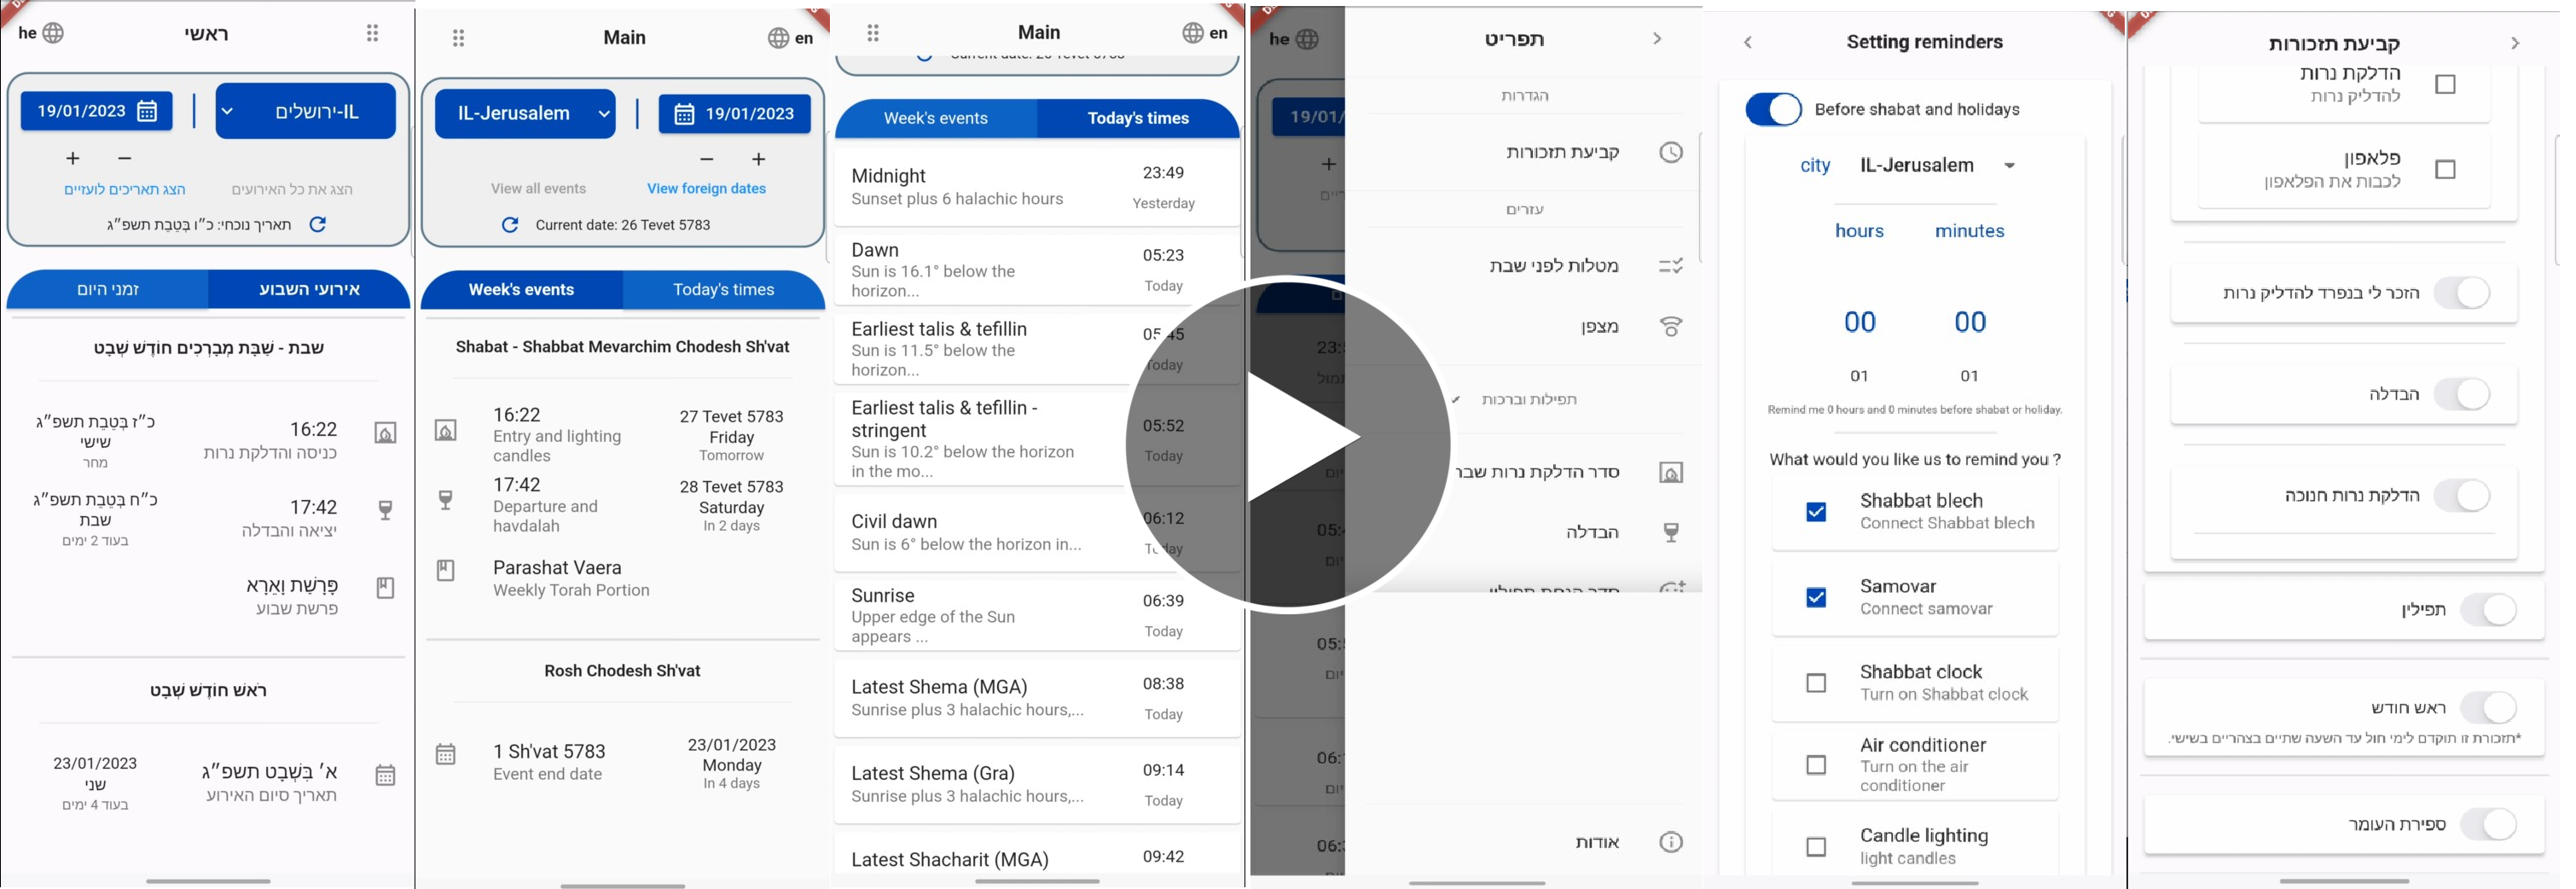 he
ראשי
19/01/2023
IL-ירושלים
+ −
הצג תאריכים לועזיים
הצג את כל האירועים
תאריך נוכחי: כ״ו בְּטֵבֵת תשפ״ג
אירועי השבוע
זמני היום
שבת - שַׁבָּת מְבָרְכִים חוֹדֶשׁ שְׁבָט
16:22
כניסה והדלקת נרות
כ״ז בְּטֵבֵת תשפ״ג
שישי
מחר
17:42
יציאה והבדלה
כ״ח בְּטֵבֵת תשפ״ג
שבת
בעוד 2 ימים
פָּרָשַׁת וָאֵרָא
פרשת שבוע
רֹאשׁ חוֹדֶשׁ שְׁבָט
א׳ בִּשְׁבָט תשפ״ג
תאריך סיום האירוע
23/01/2023
שני
בעוד 4 ימים
Main
en
IL-Jerusalem
19/01/2023
− +
View all events
View foreign dates
Current date: 26 Tevet 5783
Week's events
Today's times
Shabat - Shabbat Mevarchim Chodesh Sh'vat
16:22
Entry and lighting
candles
27 Tevet 5783
Friday
Tomorrow
17:42
Departure and
havdalah
28 Tevet 5783
Saturday
In 2 days
Parashat Vaera
Weekly Torah Portion
Rosh Chodesh Sh'vat
1 Sh'vat 5783
Event end date
23/01/2023
Monday
In 4 days
Main
en
Week's events
Today's times
Midnight
Sunset plus 6 halachic hours
23:49
Yesterday
Dawn
Sun is 16.1° below the
horizon...
05:23
Today
Earliest talis & tefillin
Sun is 11.5° below the
horizon...
05:45
Today
Earliest talis & tefillin -
stringent
Sun is 10.2° below the horizon
in the mo...
05:52
Today
Civil dawn
Sun is 6° below the horizon in...
06:12
Today
Sunrise
Upper edge of the Sun
appears ...
06:39
Today
Latest Shema (MGA)
Sunrise plus 3 halachic hours,...
08:38
Today
Latest Shema (Gra)
Sunrise plus 3 halachic hours,...
09:14
Today
Latest Shacharit (MGA)
09:42
he
תפריט
הגדרות
קביעת תזכורות
עזרים
מטלות לפני שבת
מצפן
תפילות וברכות
סדר הדלקת נרות שבת
הבדלה
אודות
Setting reminders
Before shabat and holidays
city IL-Jerusalem
hours minutes
00 00
01 01
Remind me 0 hours and 0 minutes before shabat or holiday.
What would you like us to remind you ?
Shabbat blech
Connect Shabbat blech
Samovar
Connect samovar
Shabbat clock
Turn on Shabbat clock
Air conditioner
Turn on the air
conditioner
Candle lighting
light candles
קביעת תזכורות
הדלקת נרות
להדליק נרות
פלאפון
לכבות את הפלאפון
הזכר לי בנפרד להדליק נרות
הבדלה
הדלקת נרות חנוכה
תפילין
ראש חודש
*תזכורת זו תוקדם לימי חול עד השעה שתיים בצהריים בשישי.
ספירת העומר